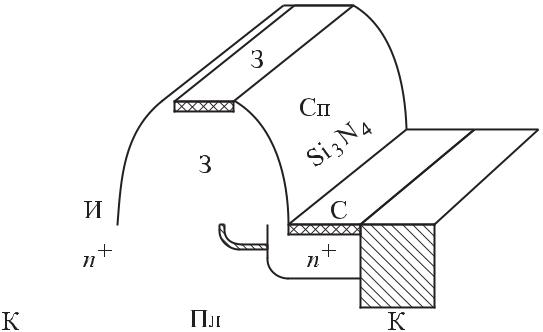 З
Сп
Si3N4
З
И С
n+ n+
К Пл К